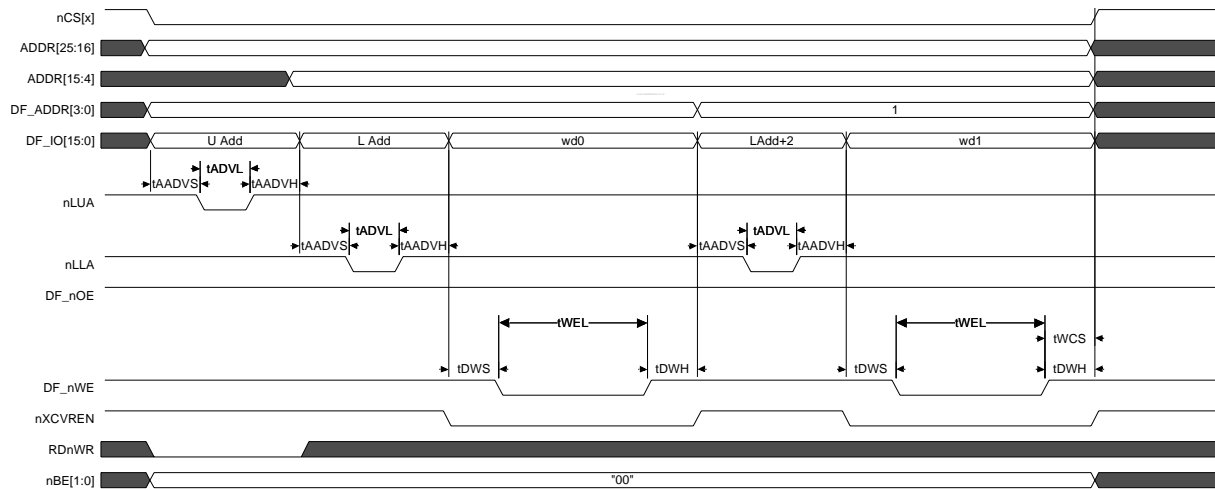 nCS[x]
ADDR[25:16]
ADDR[15:4]
DF_ADDR[3:0] 1
DF_IO[15:0] U Add L Add wd0 LAdd+2 wd1
tADVL
tAADVS tAADVH
nLUA
tADVL tADVL
tAADVS tAADVH tAADVS tAADVH
nLLA
DF_nOE
tWEL tWEL
tWCS
tDWS tDWH tDWS tDWH
DF_nWE
nXCVREN
RDnWR
nBE[1:0] "00"